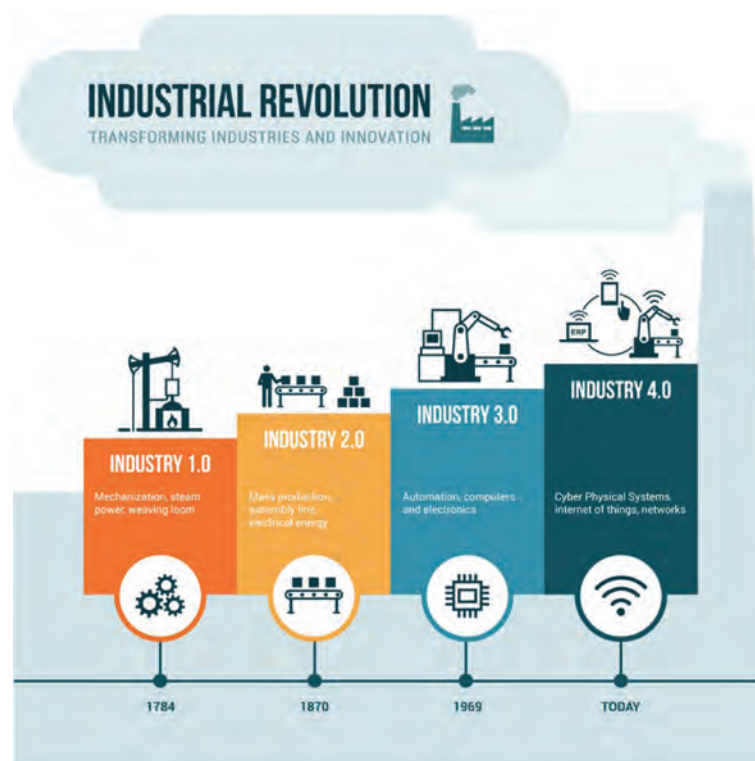 INDUSTRIAL REVOLUTION
TRANSFORMING INDUSTRIES AND INNOVATION
ERP
INDUSTRY 1.0
Mechanization, steam
power, weaving loom
INDUSTRY 2.0
Mass production,
assembly line,
electrical energy
INDUSTRY 3.0
Automation, computers
and electronics
INDUSTRY 4.0
Cyber Physical Systems,
internet of things, networks
1784
1870
1969
TODAY